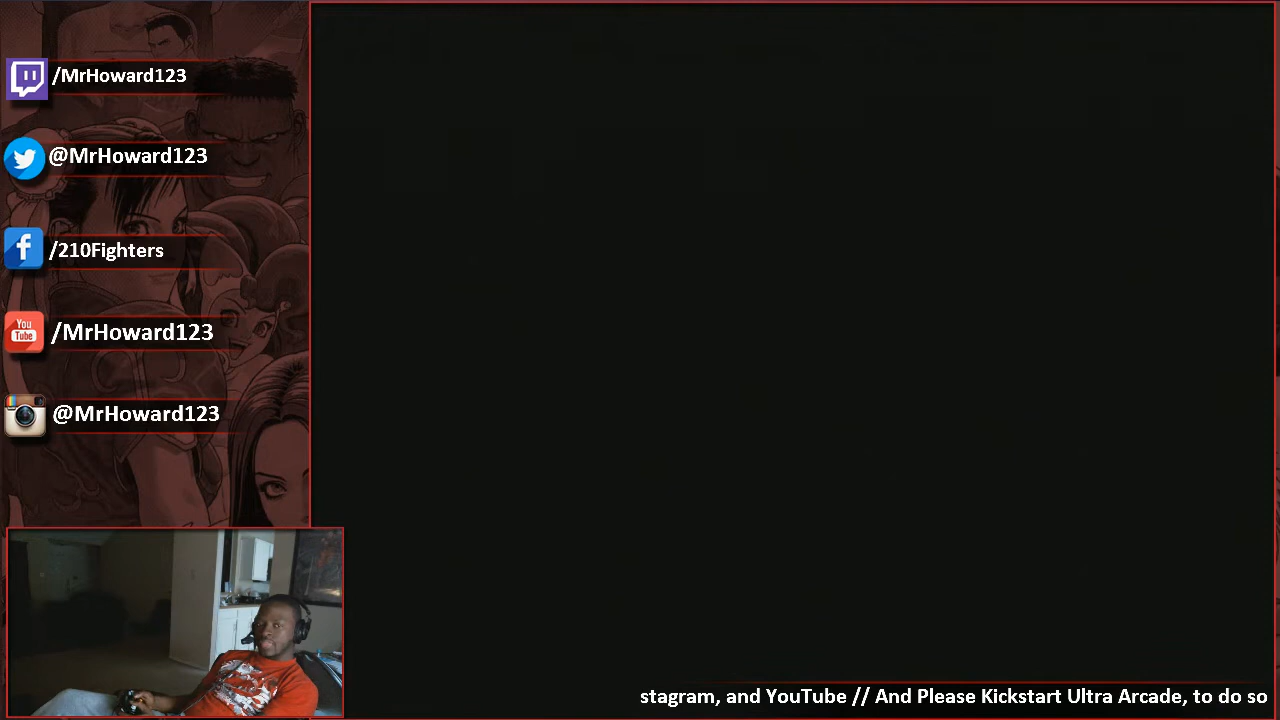 /MrHoward123
@MrHoward123
/210Fighters
You
Tube
/MrHoward123
@MrHoward123
stagram, and YouTube // And Please Kickstart Ultra Arcade, to do so